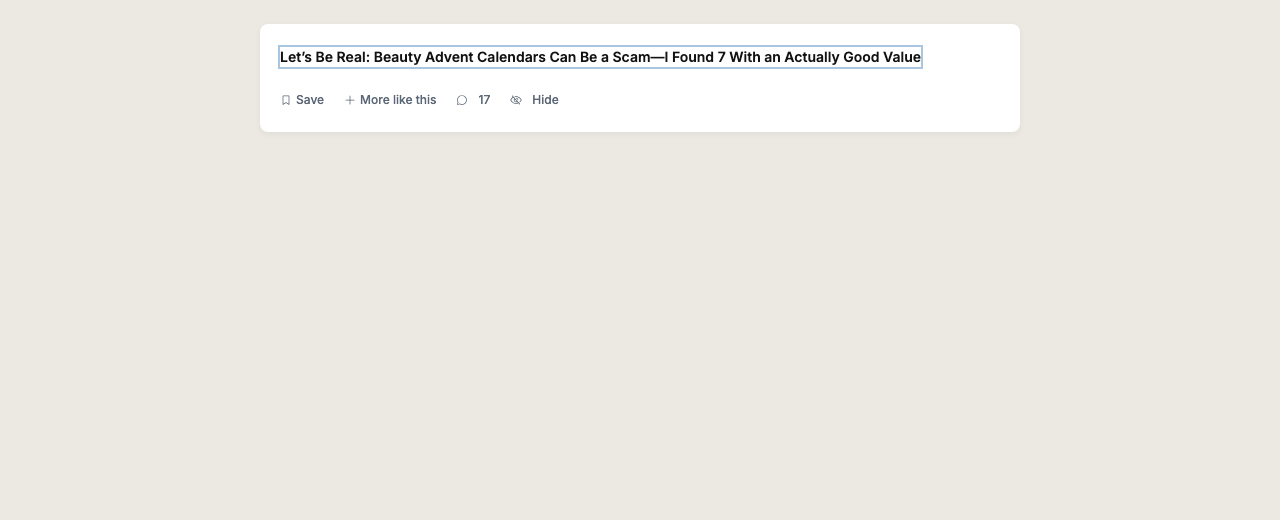 Let’s Be Real: Beauty Advent Calendars Can Be a Scam—I Found 7 With an Actually Good Value
Save More like this 17 Hide